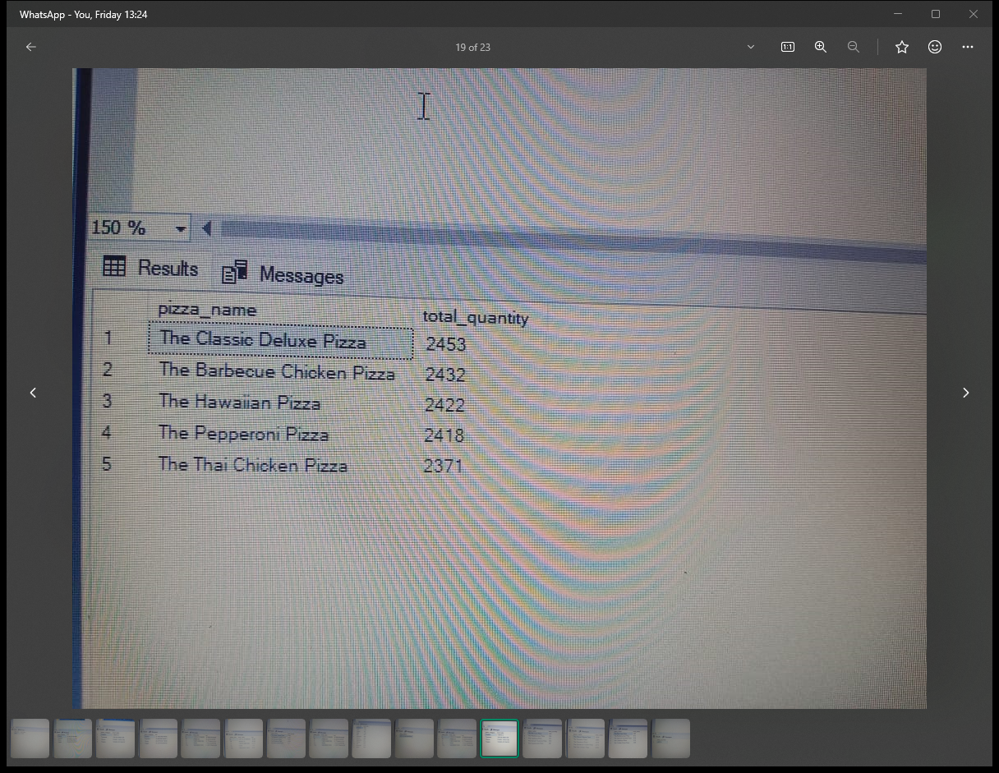 WhatsApp - You, Friday 13:24
19 of 23
1:1
150 %
Results Messages
pizza_name total_quantity
1 The Classic Deluxe Pizza 2453
2 The Barbecue Chicken Pizza 2432
3 The Hawaiian Pizza 2422
4 The Pepperoni Pizza 2418
5 The Thai Chicken Pizza 2371